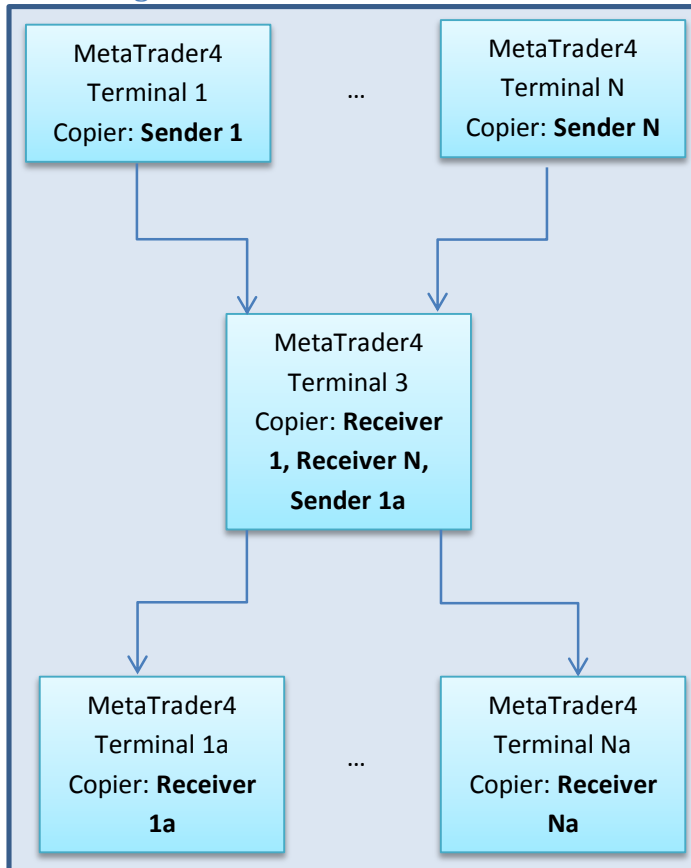 MetaTrader4
Terminal 1
Copier: Sender 1
...
MetaTrader4
Terminal N
Copier: Sender N
MetaTrader4
Terminal 3
Copier: Receiver
1, Receiver N,
Sender 1a
MetaTrader4
Terminal 1a
Copier: Receiver
1a
...
MetaTrader4
Terminal Na
Copier: Receiver
Na